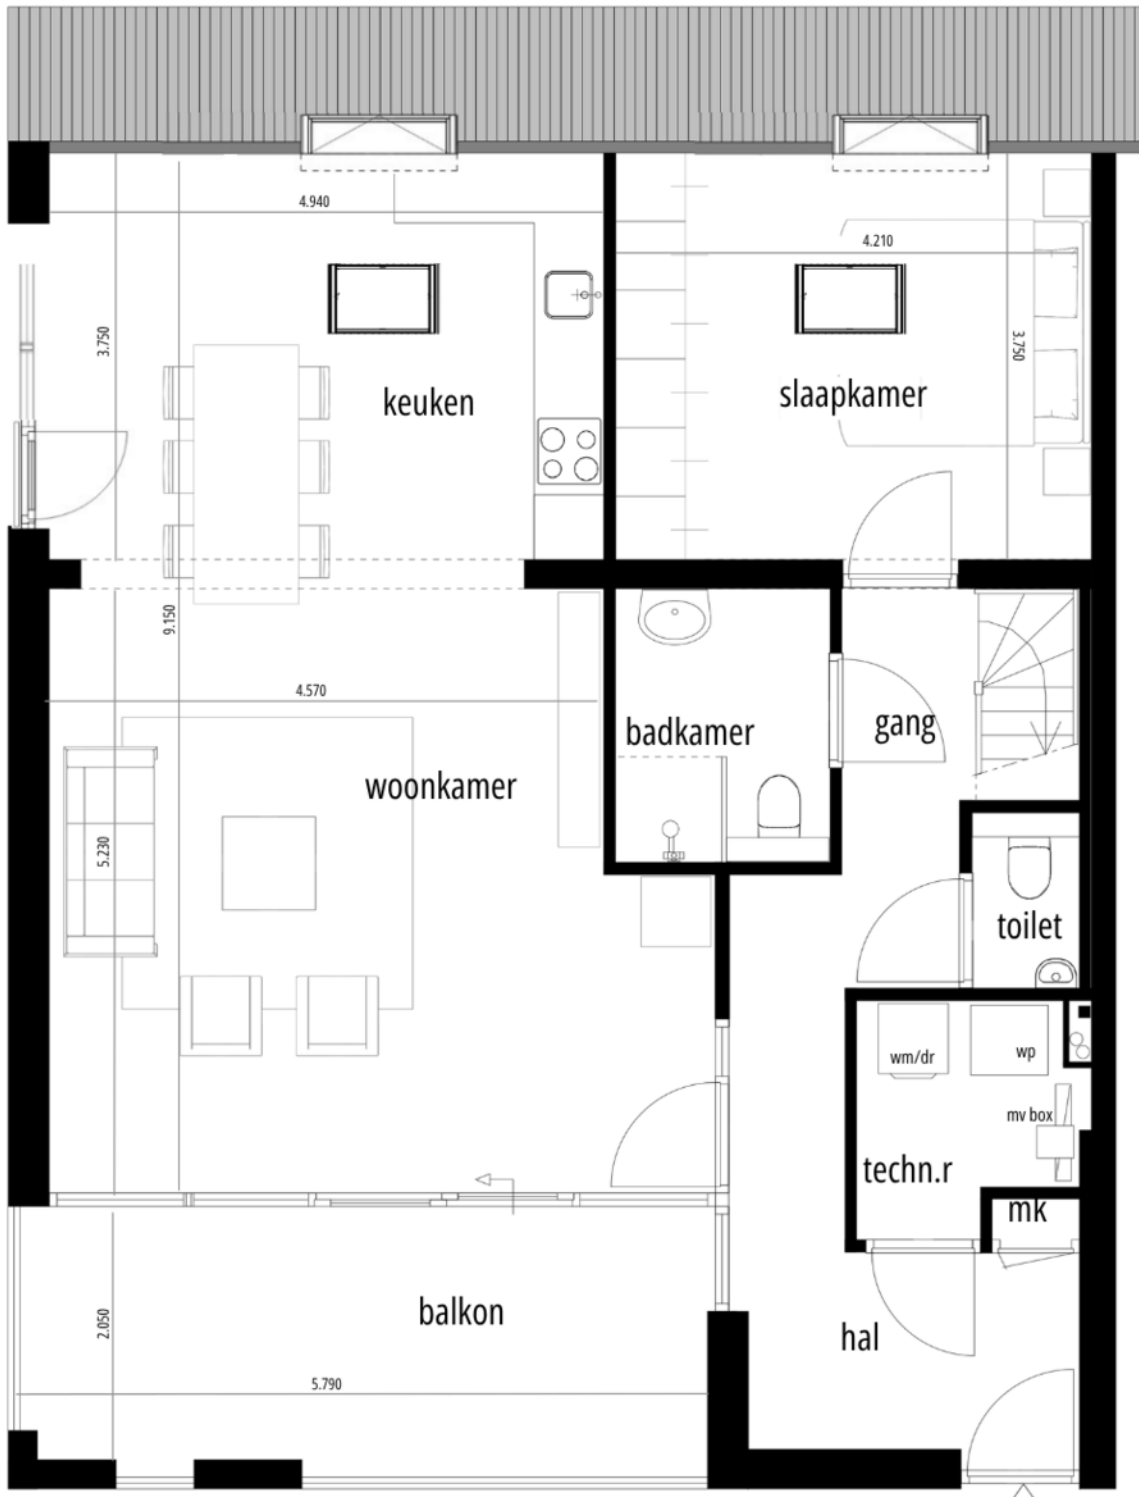 4.940
4.210
3.750
3.750
slaapkamer
keuken
9.150
4.570
gang
badkamer
woonkamer
5.230
toilet
wm/dr
wp
mv box
techn.r
mk
balkon
2.050
hal
5.790